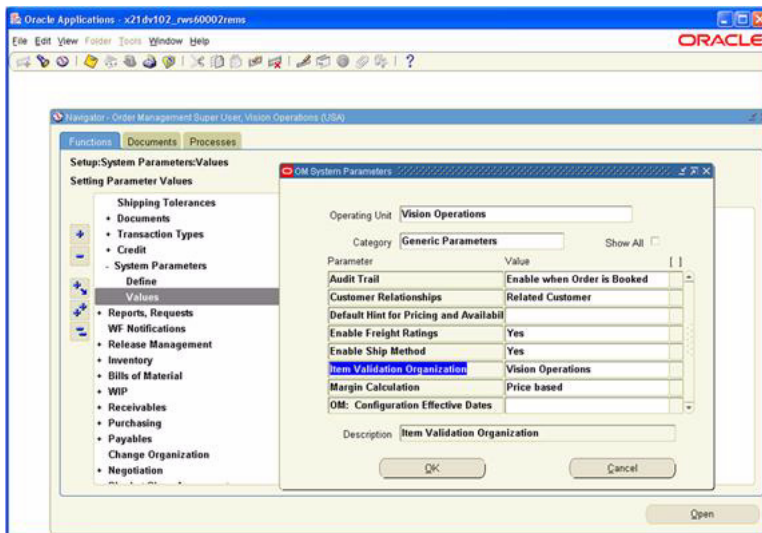 Oracle Applications - x21dv102_rws60002rems
File Edit View Folder Tools Window Help
ORACLE
Navigator - Order Management Super User, Vision Operations (USA)
Functions Documents Processes
Setup:System Parameters:Values
Setting Parameter Values
Shipping Tolerances
+ Documents
+ Transaction Types
+ Credit
- System Parameters
Define
Values
+ Reports, Requests
WF Notifications
+ Release Management
+ Inventory
+ Bills of Material
+ WIP
+ Receivables
+ Purchasing
+ Payables
Change Organization
+ Negotiation
OM System Parameters
Operating Unit Vision Operations
Category Generic Parameters Show All
Parameter Value [ ]
Audit Trail Enable when Order is Booked
Customer Relationships Related Customer
Default Hint for Pricing and Availabil
Enable Freight Ratings Yes
Enable Ship Method Yes
Item Validation Organization Vision Operations
Margin Calculation Price based
OM: Configuration Effective Dates
Description Item Validation Organization
OK Cancel
Open